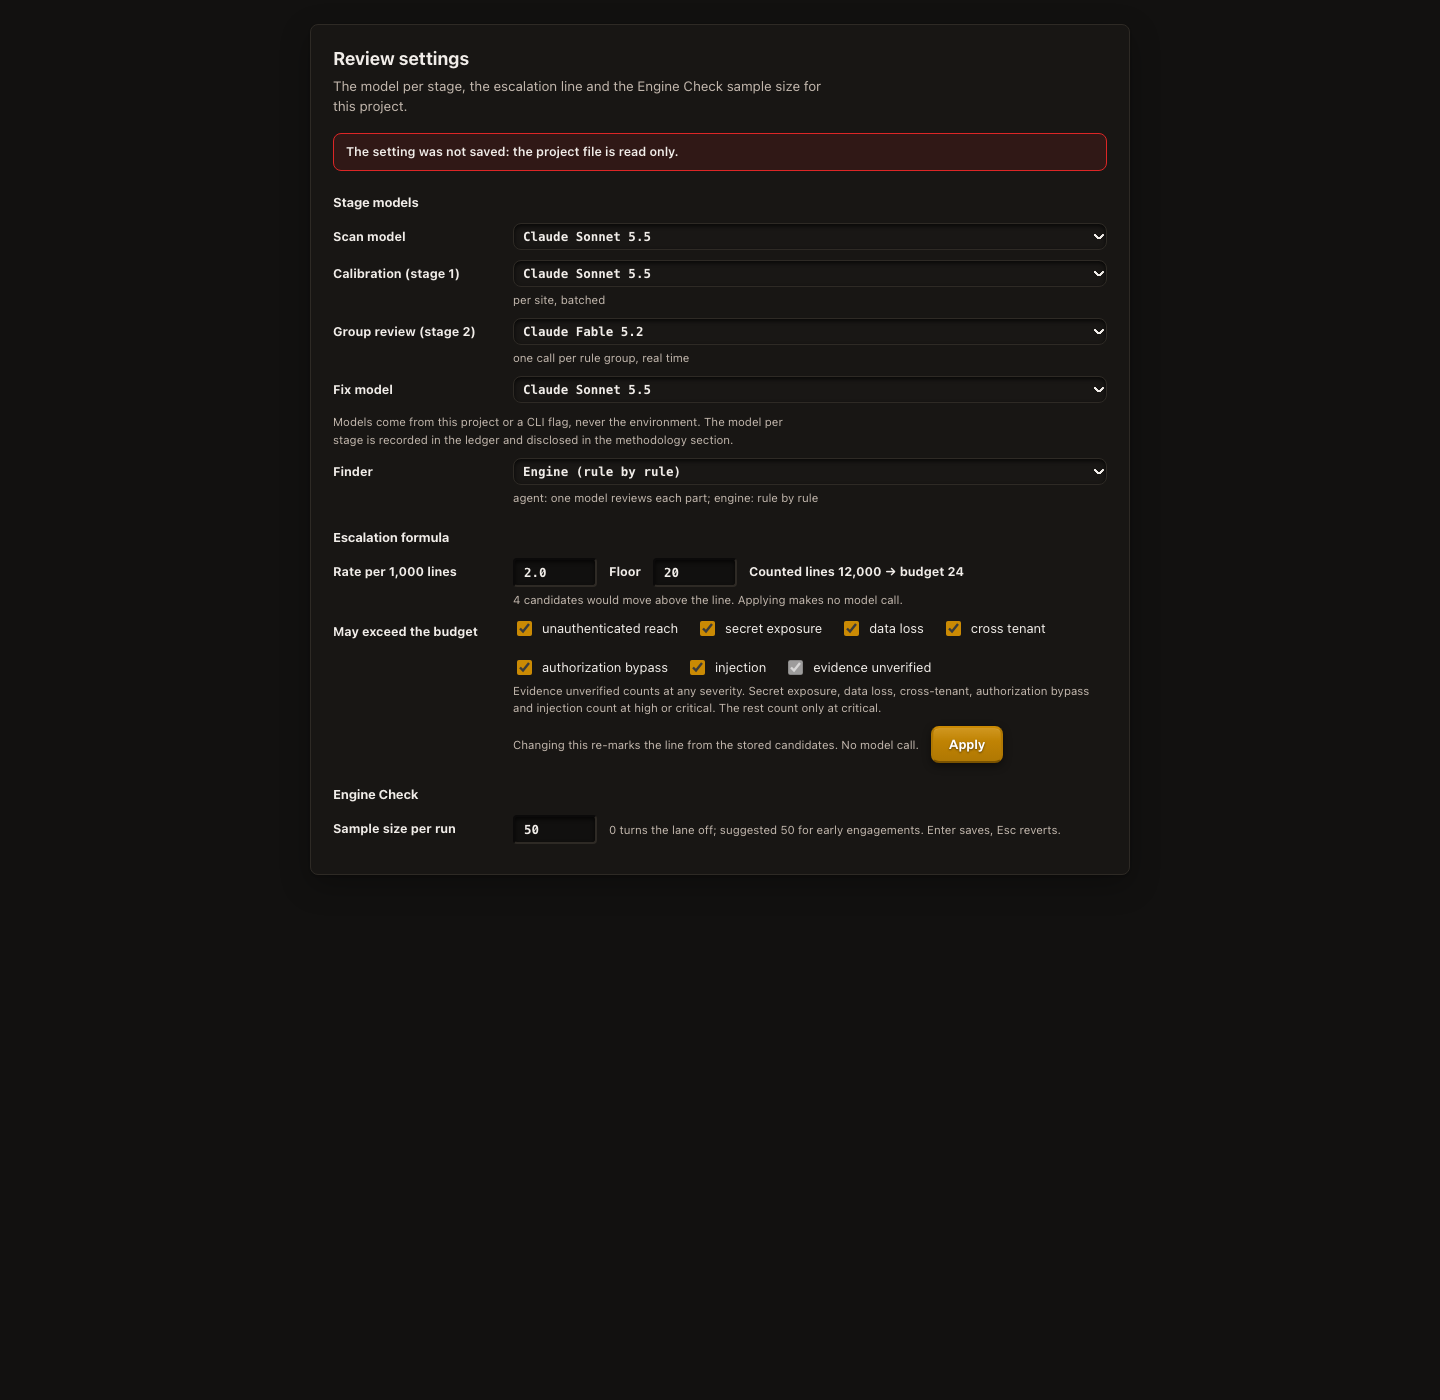 Review settings
The model per stage, the escalation line and the Engine Check sample size for
this project.
The setting was not saved: the project file is read only.
Stage models
Scan model
Claude Sonnet 5.5
Calibration (stage 1)
Claude Sonnet 5.5
per site, batched
Group review (stage 2)
Claude Fable 5.2
one call per rule group, real time
Fix model
Claude Sonnet 5.5
Models come from this project or a CLI flag, never the environment. The model per
stage is recorded in the ledger and disclosed in the methodology section.
Finder
Engine (rule by rule)
agent: one model reviews each part; engine: rule by rule
Escalation formula
Rate per 1,000 lines
2.0
Floor
20
Counted lines 12,000 → budget 24
4 candidates would move above the line. Applying makes no model call.
May exceed the budget
unauthenticated reach
secret exposure
data loss
cross tenant
authorization bypass
injection
evidence unverified
Evidence unverified counts at any severity. Secret exposure, data loss, cross-tenant, authorization bypass
and injection count at high or critical. The rest count only at critical.
Changing this re-marks the line from the stored candidates. No model call.
Apply
Engine Check
Sample size per run
50
0 turns the lane off; suggested 50 for early engagements. Enter saves, Esc reverts.